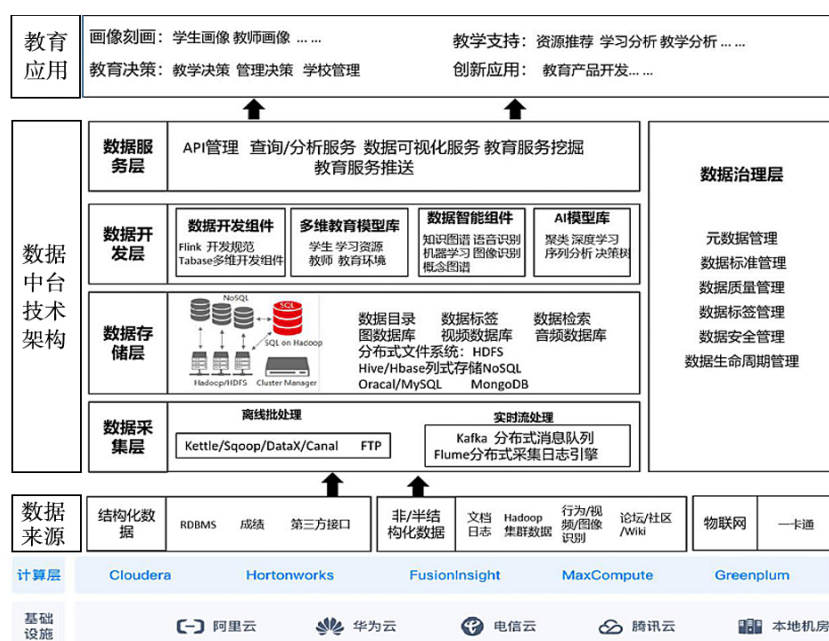 教育
应用
画像刻画：学生画像 教师画像 ... ...
教育决策：教学决策 管理决策 学校管理
教学支持：资源推荐 学习分析 教学分析 ... ...
创新应用：教育产品开发... ...
数据
中台
技术
架构
数据服
务层
API管理 查询/分析服务 数据可视化服务 教育服务挖掘
教育服务推送
数据开
发层
数据开发组件
Flink 开发规范
Tabase多维开发组件
多维教育模型库
学生 学习资源
教师 教育环境
数据智能组件
知识图谱 语音识别
机器学习 图像识别
概念图谱
AI模型库
聚类 深度学习
序列分析 决策树
数据存
储层
NoSQL
SQL
SQL on Hadoop
Hadoop/HDFS
Cluster Manager
数据目录 数据标签 数据检索
图数据库 视频数据库 音频数据库
分布式文件系统：HDFS
Hive/Hbase列式存储NoSQL
Oracal/MySQL MongoDB
数据采
集层
离线批处理
Kettle/Sqoop/DataX/Canal FTP
实时流处理
Kafka 分布式消息队列
Flume分布式采集日志引擎
数据治理层
元数据管理
数据标准管理
数据质量管理
数据标签管理
数据安全管理
数据生命周期管理
数据
来源
结构化数
据
RDBMS 成绩 第三方接口
非/半结
构化数据
文档
日志
Hadoop
集群数据
行为/视
频/图像
识别
论坛/社区
/Wiki
物联网
一卡通
计算层
Cloudera Hortonworks FusionInsight MaxCompute Greenplum
基础
设施
阿里云 华为云 电信云 腾讯云 本地机房